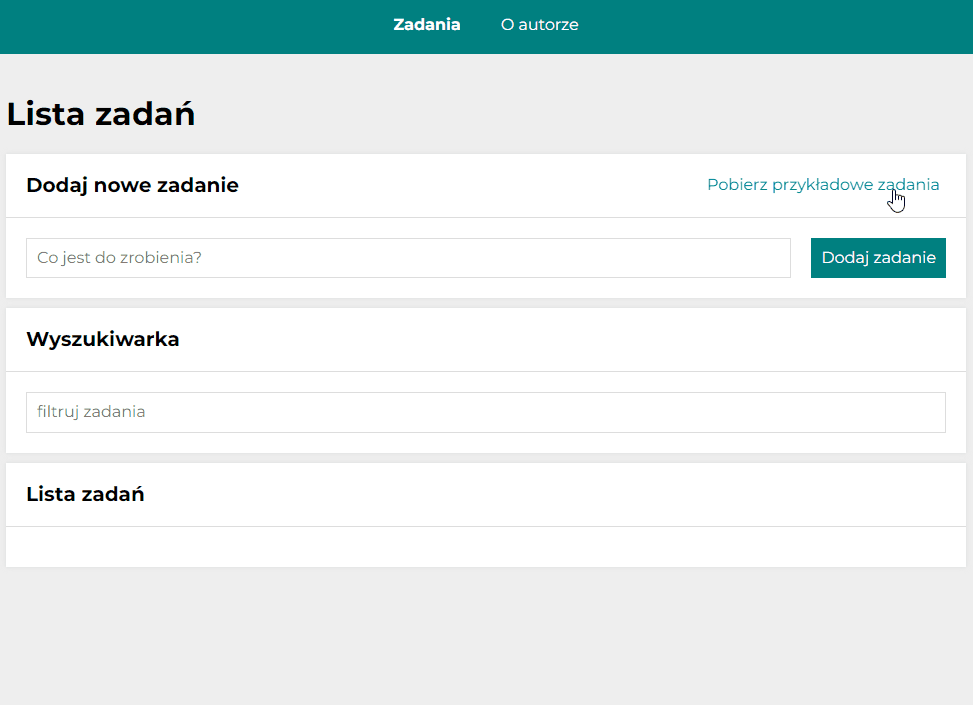 Zadania O autorze
Lista zadań
Dodaj nowe zadanie Pobierz przykładowe zadania
Co jest do zrobienia? Dodaj zadanie
Wyszukiwarka
filtruj zadania
Lista zadań